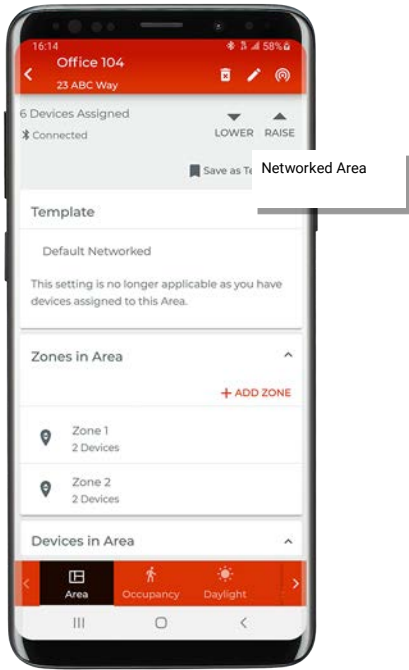 16:14
58%
Office 104
23 ABC Way
6 Devices Assigned
Connected
LOWER RAISE
Save as Te
Networked Area
Template
Default Networked
This setting is no longer applicable as you have
devices assigned to this Area.
Zones in Area
+ ADD ZONE
Zone 1
2 Devices
Zone 2
2 Devices
Devices in Area
Area
Occupancy
Daylight